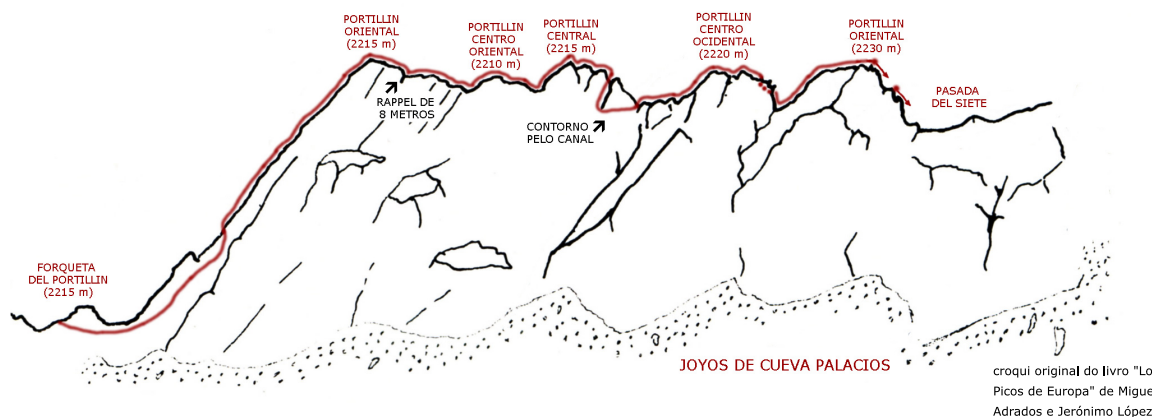 PORTILLIN
ORIENTAL
(2215 m)
PORTILLIN
CENTRO
ORIENTAL
(2210 m)
PORTILLIN
CENTRAL
(2215 m)
PORTILLIN
CENTRO
OCIDENTAL
(2220 m)
PORTILLIN
ORIENTAL
(2230 m)
RAPPEL DE
8 METROS
CONTORNO
PELO CANAL
PASADA
DEL SIETE
FORQUETA
DEL PORTILLIN
(2215 m)
JOYOS DE CUEVA PALACIOS
croqui original do livro "Lo
Picos de Europa" de Migue
Adrados e Jerónimo López